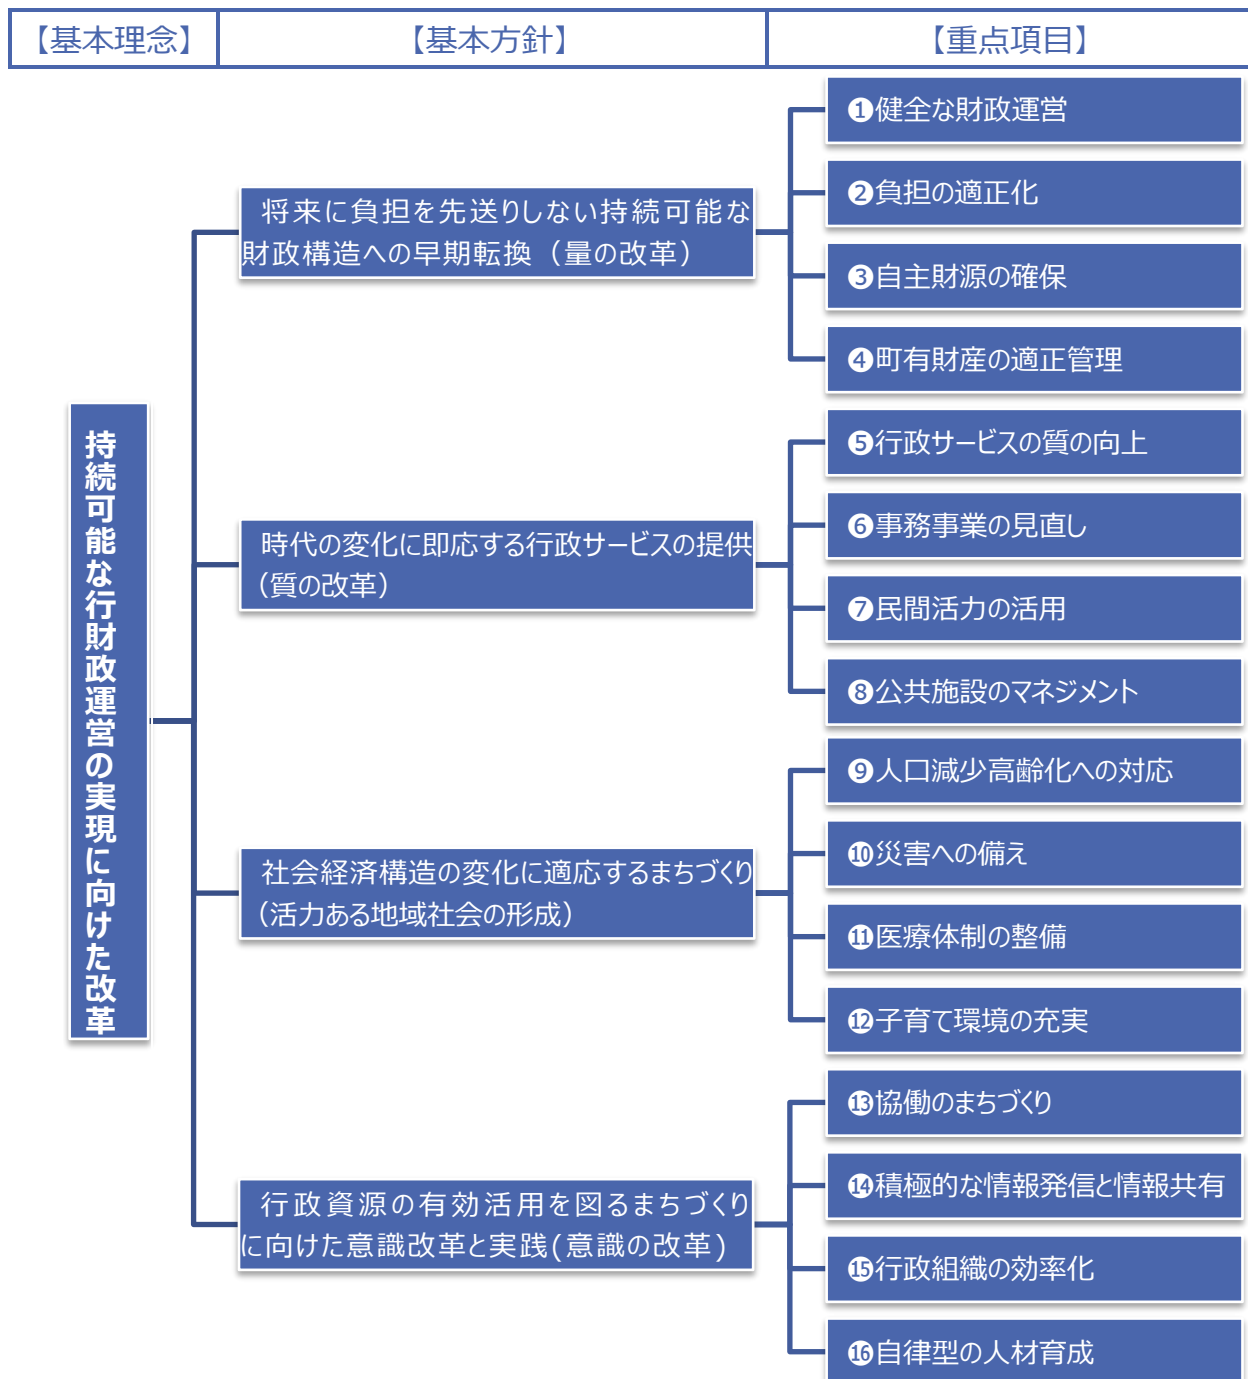 【基本理念】
【基本方針】
【重点項目】
持続可能な行財政運営の実現に向けた改革
将来に負担を先送りしない持続可能な
財政構造への早期転換（量の改革）
❶健全な財政運営
❷負担の適正化
❸自主財源の確保
❹町有財産の適正管理
時代の変化に即応する行政サービスの提供
（質の改革）
❺行政サービスの質の向上
❻事務事業の見直し
❼民間活力の活用
❽公共施設のマネジメント
社会経済構造の変化に適応するまちづくり
（活力ある地域社会の形成）
❾人口減少高齢化への対応
❿災害への備え
⓫医療体制の整備
⓬子育て環境の充実
行政資源の有効活用を図るまちづくり
に向けた意識改革と実践(意識の改革)
⓭協働のまちづくり
⓮積極的な情報発信と情報共有
⓯行政組織の効率化
⓰自律型の人材育成